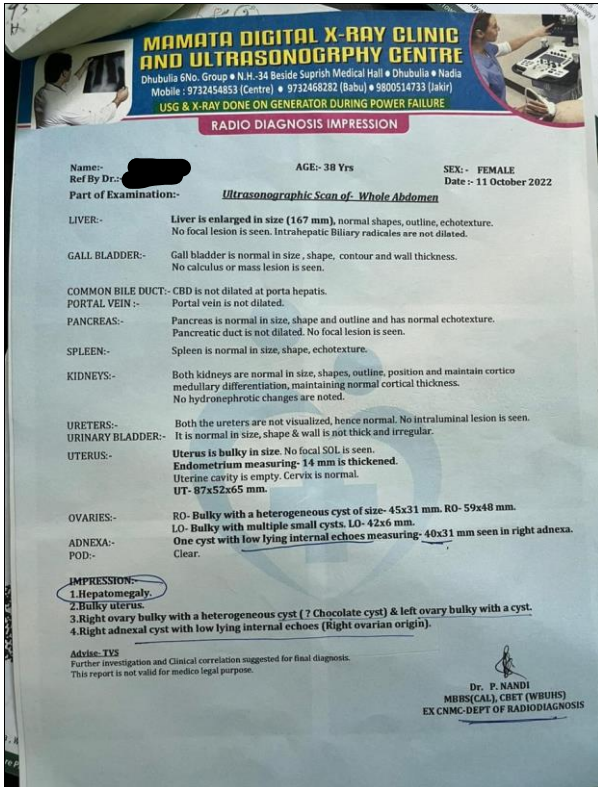 MAMATA DIGITAL X-RAY CLINIC
AND ULTRASONOGRPHY CENTRE
Dhubulia 6No. Group ● N.H.-34 Beside Suprish Medical Hall ● Dhubulia ● Nadia
Mobile : 9732454853 (Centre) ● 9732468282 (Babu) ● 9800514733 (Jakir)
USG & X-RAY DONE ON GENERATOR DURING POWER FAILURE
RADIO DIAGNOSIS IMPRESSION
Name:- AGE:- 38 Yrs SEX: - FEMALE
Ref By Dr.:- Date :- 11 October 2022
Part of Examination:- Ultrasonographic Scan of- Whole Abdomen
LIVER:- Liver is enlarged in size (167 mm), normal shapes, outline, echotexture.
No focal lesion is seen. Intrahepatic Biliary radicales are not dilated.
GALL BLADDER:- Gall bladder is normal in size , shape, contour and wall thickness.
No calculus or mass lesion is seen.
COMMON BILE DUCT:- CBD is not dilated at porta hepatis.
PORTAL VEIN :- Portal vein is not dilated.
PANCREAS:- Pancreas is normal in size, shape and outline and has normal echotexture.
Pancreatic duct is not dilated. No focal lesion is seen.
SPLEEN:- Spleen is normal in size, shape, echotexture.
KIDNEYS:- Both kidneys are normal in size, shapes, outline, position and maintain cortico
medullary differentiation, maintaining normal cortical thickness.
No hydronephrotic changes are noted.
URETERS:- Both the ureters are not visualized, hence normal. No intraluminal lesion is seen.
URINARY BLADDER:- It is normal in size, shape & wall is not thick and irregular.
UTERUS:- Uterus is bulky in size. No focal SOL is seen.
Endometrium measuring- 14 mm is thickened.
Uterine cavity is empty. Cervix is normal.
UT- 87x52x65 mm.
OVARIES:- RO- Bulky with a heterogeneous cyst of size- 45x31 mm. RO- 59x48 mm.
LO- Bulky with multiple small cysts. LO- 42x6 mm.
ADNEXA:- One cyst with low lying internal echoes measuring- 40x31 mm seen in right adnexa.
POD:- Clear.
IMPRESSION:-
1.Hepatomegaly.
2.Bulky uterus.
3.Right ovary bulky with a heterogeneous cyst ( ? Chocolate cyst) & left ovary bulky with a cyst.
4.Right adnexal cyst with low lying internal echoes (Right ovarian origin).
Advise- TVS
Further investigation and Clinical correlation suggested for final diagnosis.
This report is not valid for medico legal purpose.
Dr. P. NANDI
MBBS(CAL), CBET (WBUHS)
EX CNMC-DEPT OF RADIODIAGNOSIS